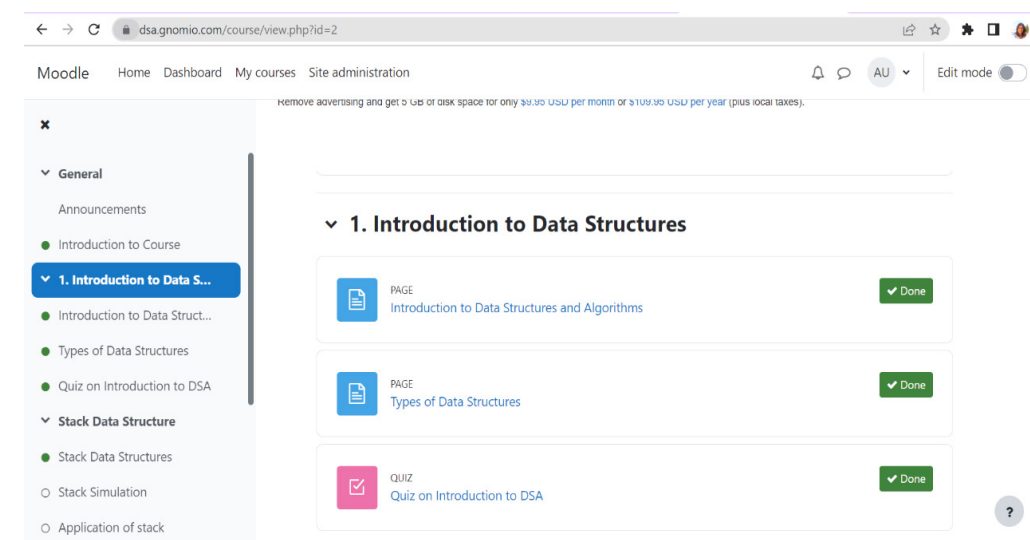 dsa.gnomio.com/course/view.php?id=2
Moodle Home Dashboard My courses Site administration AU Edit mode
Remove advertising and get 5 GB of disk space for only $9.95 USD per month or $109.95 USD per year (plus local taxes).
General
Announcements
Introduction to Course
1. Introduction to Data S...
Introduction to Data Struct...
Types of Data Structures
Quiz on Introduction to DSA
Stack Data Structure
Stack Data Structures
Stack Simulation
Application of stack
1. Introduction to Data Structures
PAGE
Introduction to Data Structures and Algorithms
Done
PAGE
Types of Data Structures
Done
QUIZ
Quiz on Introduction to DSA
Done
?